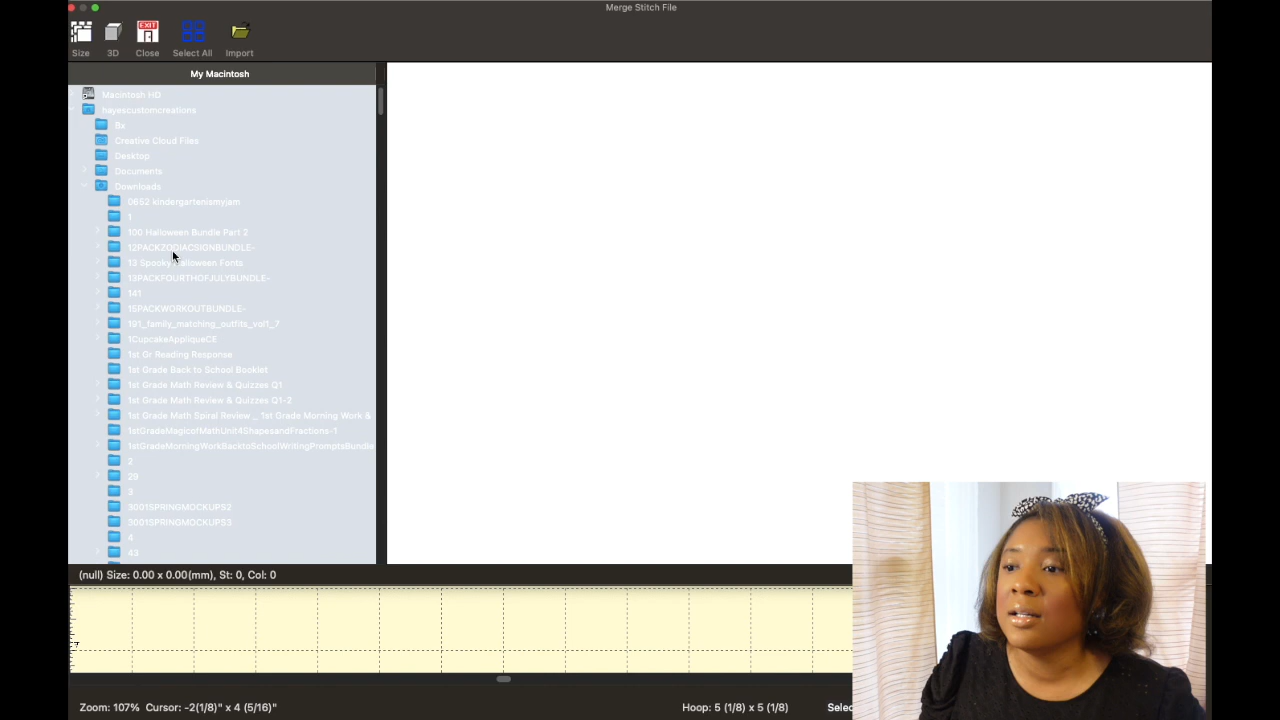 Merge Stitch File
Size 3D EXIT Close Select All Import
My Macintosh
Macintosh HD
hayescustomcreations
Bx
Creative Cloud Files
Desktop
Documents
Downloads
0652 kindergartenismyjam
1
100 Halloween Bundle Part 2
12PACKZODIACSIONBUNDLE-
13 Spooky Halloween Fonts
13PACKFOURTHOFJULYBUNDLE-
141
15PACKWORKOUTBUNDLE-
191_family_matching_outfits_vol1_7
1CupcakeAppliqueCE
1st Gr Reading Response
1st Grade Back to School Booklet
1st Grade Math Review & Quizzes Q1
1st Grade Math Review & Quizzes Q1-2
1st Grade Math Spiral Review _ 1st Grade Morning Work &
1stGradeMagicofMathUnit4ShapesandFractions-1
1stGradeMorningWorkBacktoSchoolWritingPromptsBundle
2
29
3
3001SPRINGMOCKUPS2
3001SPRINGMOCKUPS3
4
43
(null) Size: 0.00 x 0.00(mm), St: 0, Col: 0
Zoom: 107% Cursor: -2(1/8)" x 4 (5/16)" Hoop: 5 (1/8) x 5 (1/8) Selec